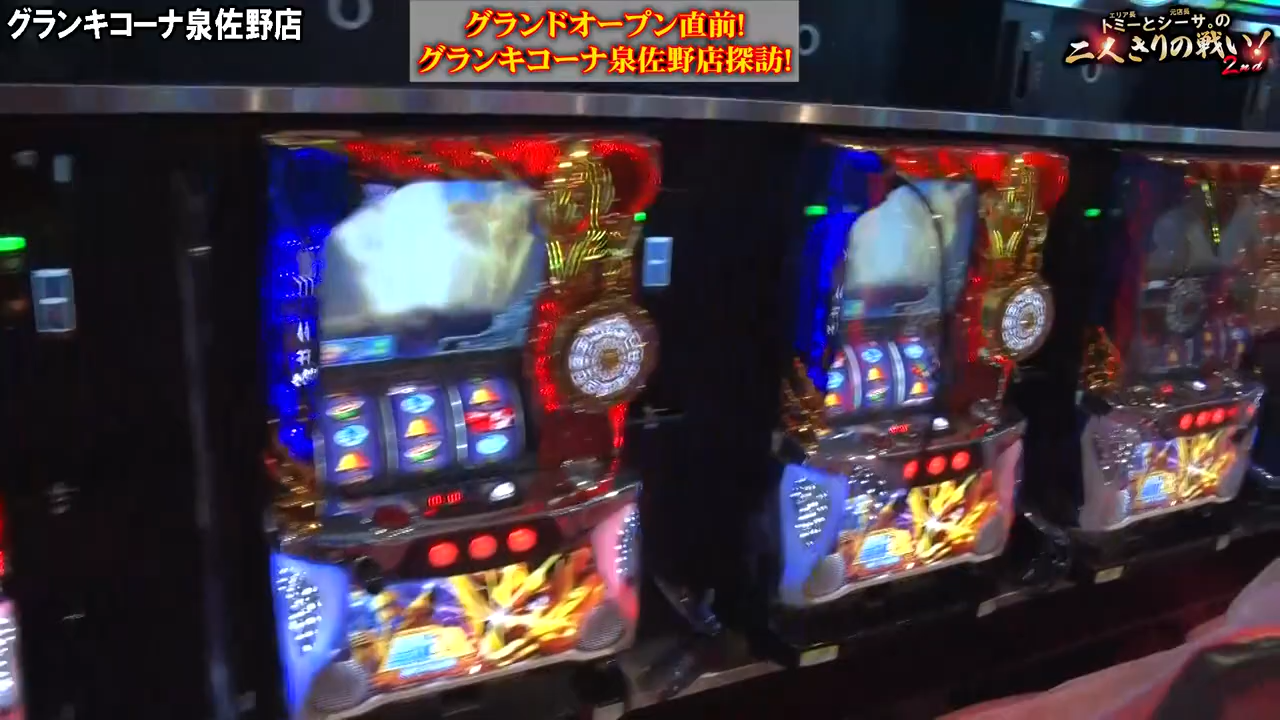 グランキコーナ泉佐野店
グランドオープン直前!
グランキコーナ泉佐野店探訪!
エリア長 元店長
トミーとシーサ。の
二人きりの戦い!
2nd